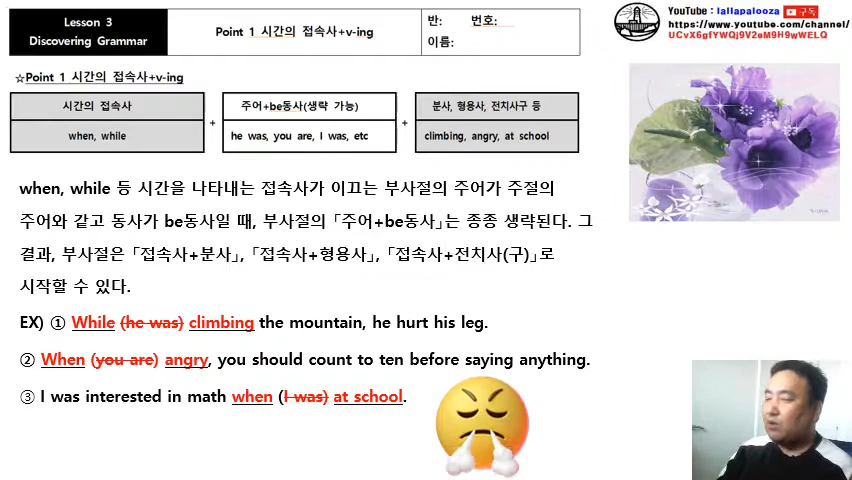 Lesson 3
Discovering Grammar
Point 1 시간의 접속사+v-ing
반: 번호:
이름:
YouTube : lallapalooza 구독
https://www.youtube.com/channel/
UCvX6gfYWQj9V2eM9H9wWELQ
☆Point 1 시간의 접속사+v-ing
시간의 접속사
when, while
+
주어+be동사(생략 가능)
he was, you are, I was, etc
+
분사, 형용사, 전치사구 등
climbing, angry, at school
when, while 등 시간을 나타내는 접속사가 이끄는 부사절의 주어가 주절의
주어와 같고 동사가 be동사일 때, 부사절의 「주어+be동사」는 종종 생략된다. 그
결과, 부사절은 「접속사+분사」, 「접속사+형용사」, 「접속사+전치사(구)」로
시작할 수 있다.
EX) ① While (he was) climbing the mountain, he hurt his leg.
② When (you are) angry, you should count to ten before saying anything.
③ I was interested in math when (I was) at school.